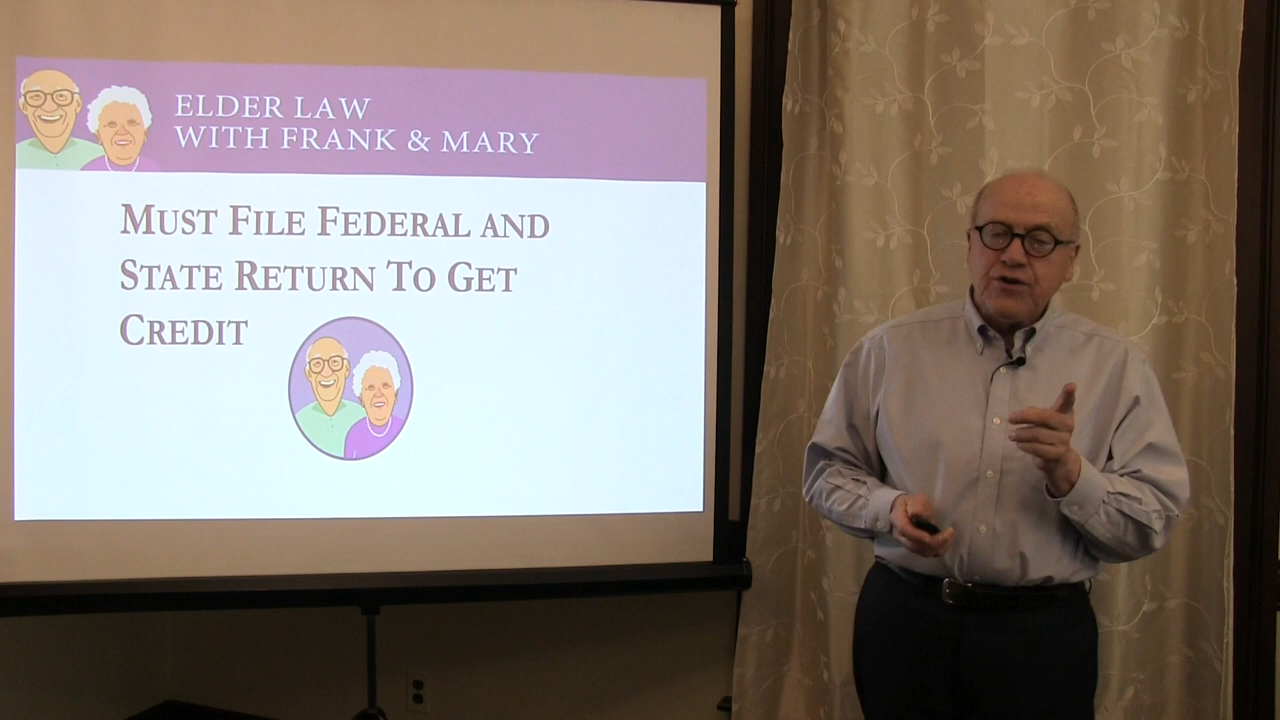 ELDER LAW
WITH FRANK & MARY
MUST FILE FEDERAL AND
STATE RETURN TO GET
CREDIT